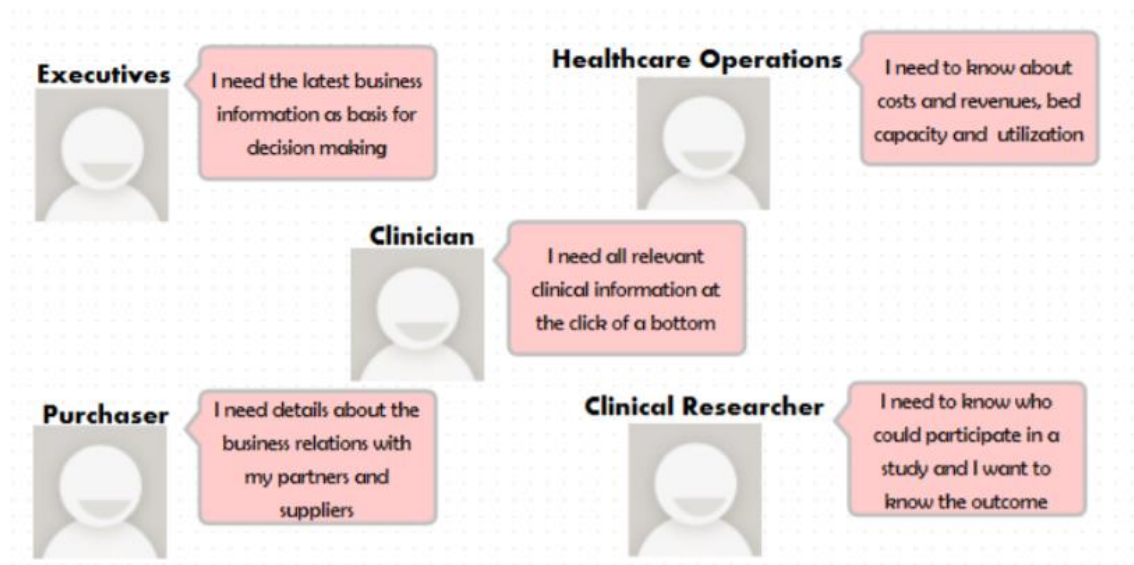 Executives
I need the latest business
information as basis for
decision making
Healthcare Operations
I need to know about
costs and revenues, bed
capacity and utilization
Clinician
I need all relevant
clinical information at
the click of a bottom
Purchaser
I need details about the
business relations with
my partners and
suppliers
Clinical Researcher
I need to know who
could participate in a
study and I want to
know the outcome